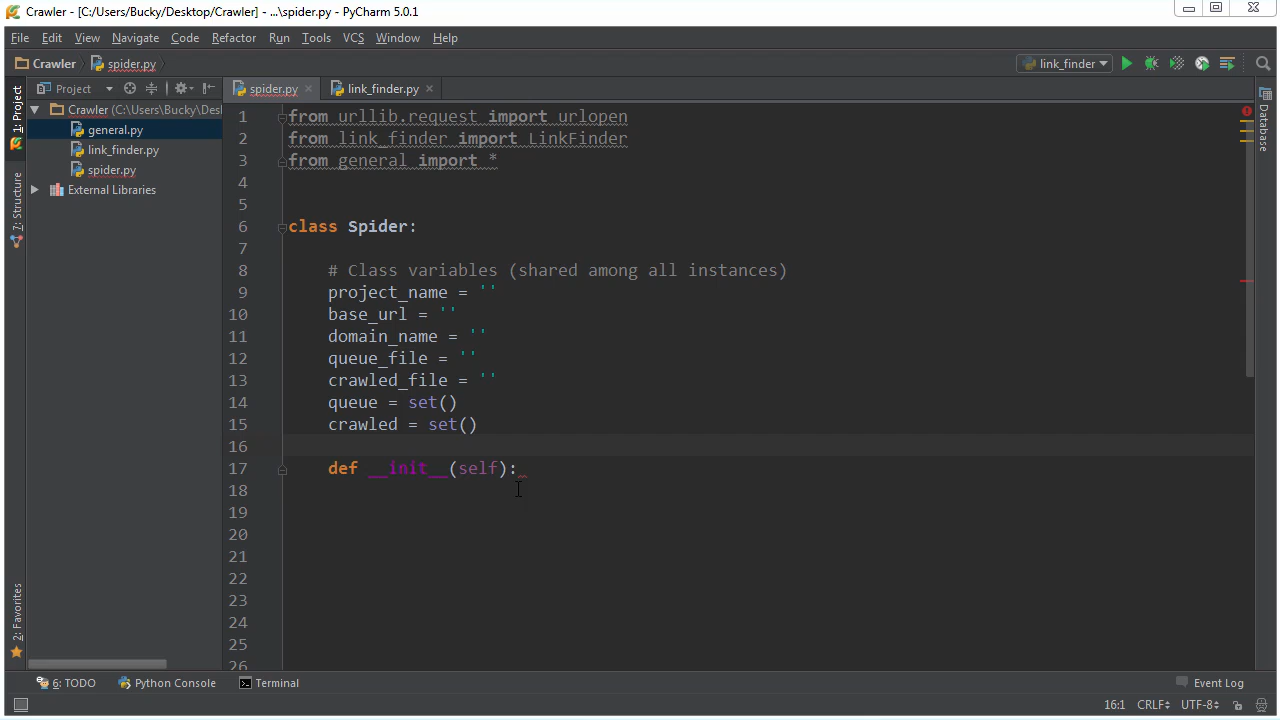 Crawler - [C:/Users/Bucky/Desktop/Crawler] - ...\spider.py - PyCharm 5.0.1
File Edit View Navigate Code Refactor Run Tools VCS Window Help
Crawler spider.py link_finder
1: Project
7: Structure
2: Favorites
Project
Crawler (C:\Users\Bucky\Des
general.py
link_finder.py
spider.py
External Libraries
spider.py link_finder.py
1 from urllib.request import urlopen
2 from link_finder import LinkFinder
3 from general import *
4
5
6 class Spider:
7
8     # Class variables (shared among all instances)
9     project_name = ''
10     base_url = ''
11     domain_name = ''
12     queue_file = ''
13     crawled_file = ''
14     queue = set()
15     crawled = set()
16
17     def __init__(self):
18
19
20
21
22
23
24
25
26
Database
6: TODO Python Console Terminal Event Log
16:1 CRLF UTF-8